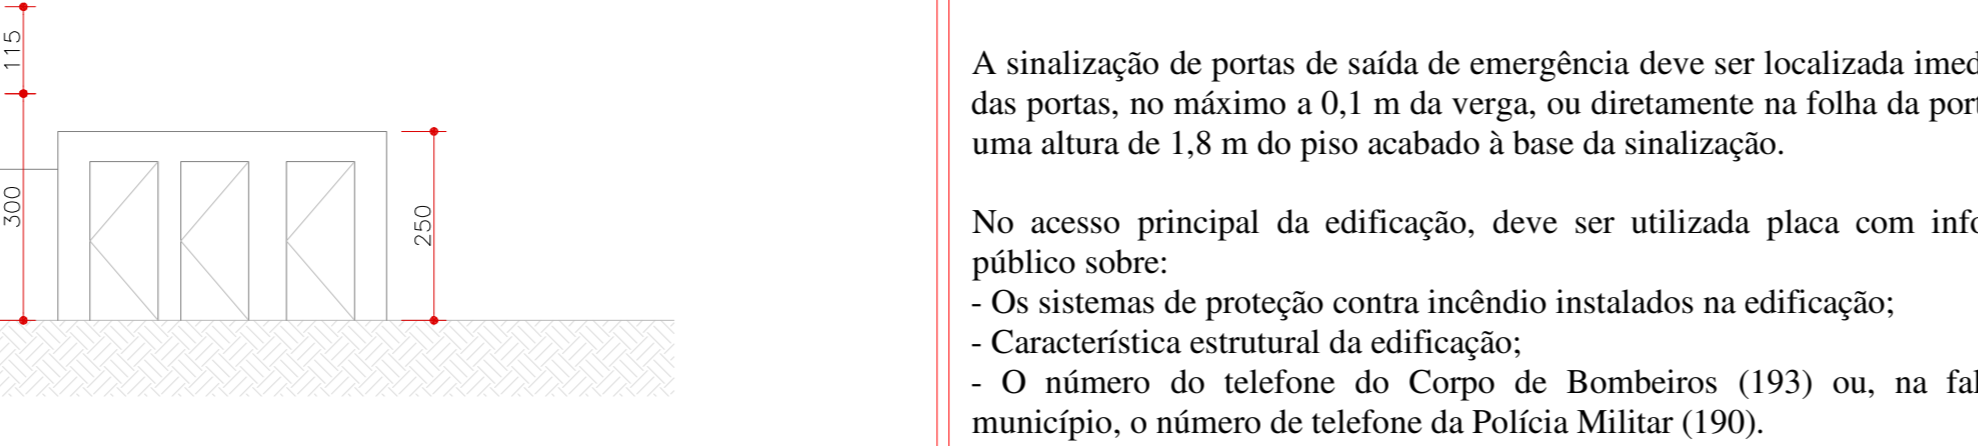 115
300
250
A sinalização de portas de saída de emergência deve ser localizada
das portas, no máximo a 0,1 m da verga, ou diretamente na folha da
uma altura de 1,8 m do piso acabado à base da sinalização.
No acesso principal da edificação, deve ser utilizada placa com
público sobre:
- Os sistemas de proteção contra incêndio instalados na edificação;
- Característica estrutural da edificação;
- O número do telefone do Corpo de Bombeiros (193) ou, na
município, o número de telefone da Polícia Militar (190).